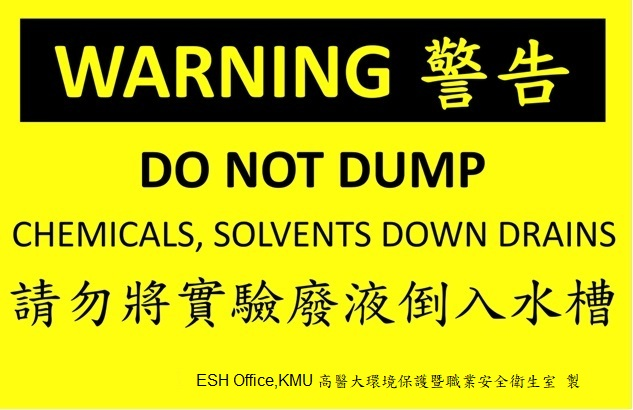 WARNING 警告
DO NOT DUMP
CHEMICALS, SOLVENTS DOWN DRAINS
請勿將實驗廢液倒入水槽
ESH Office,KMU 高醫大環境保護暨職業安全衛生室 製